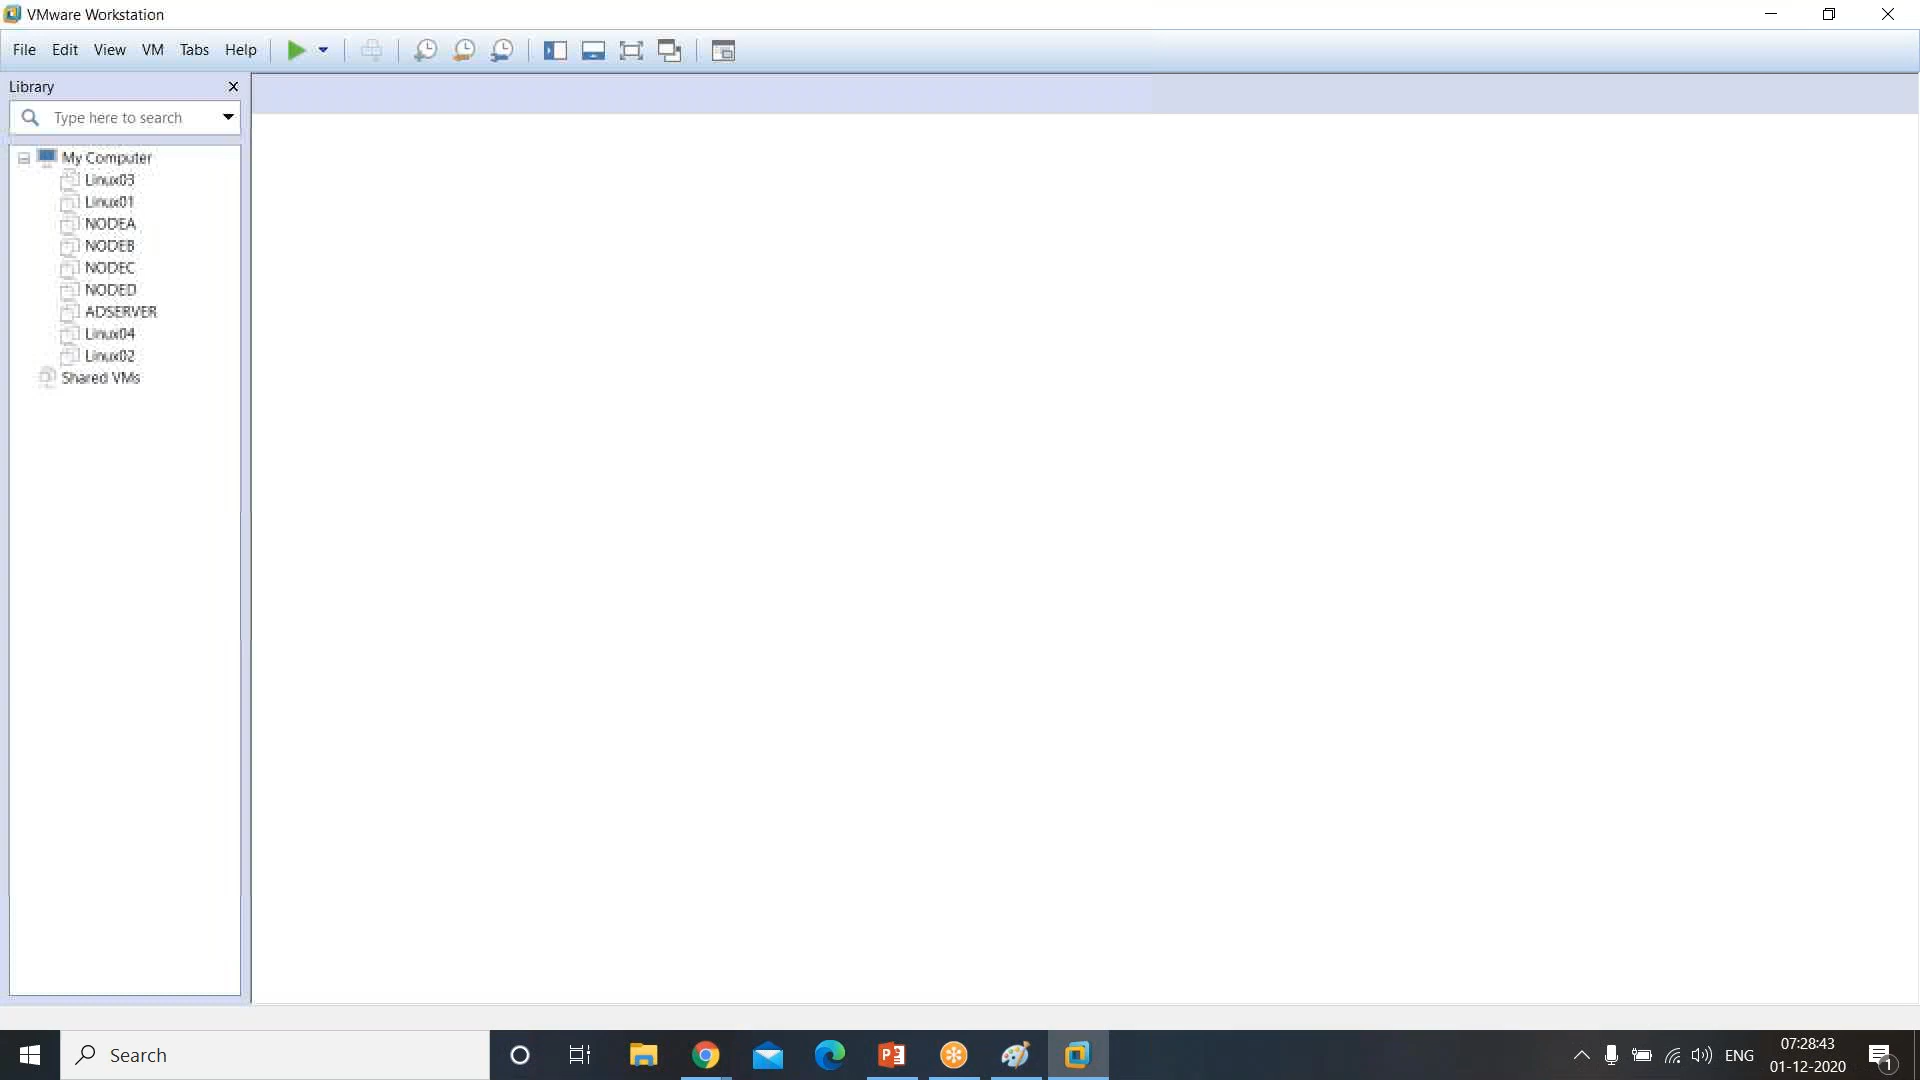 VMware Workstation
File Edit View VM Tabs Help
Library
Type here to search
My Computer
Linux03
Linux01
NODEA
NODEB
NODEC
NODED
ADSERVER
Linux04
Linux02
Shared VMs
Search
ENG
07:28:43
01-12-2020
1